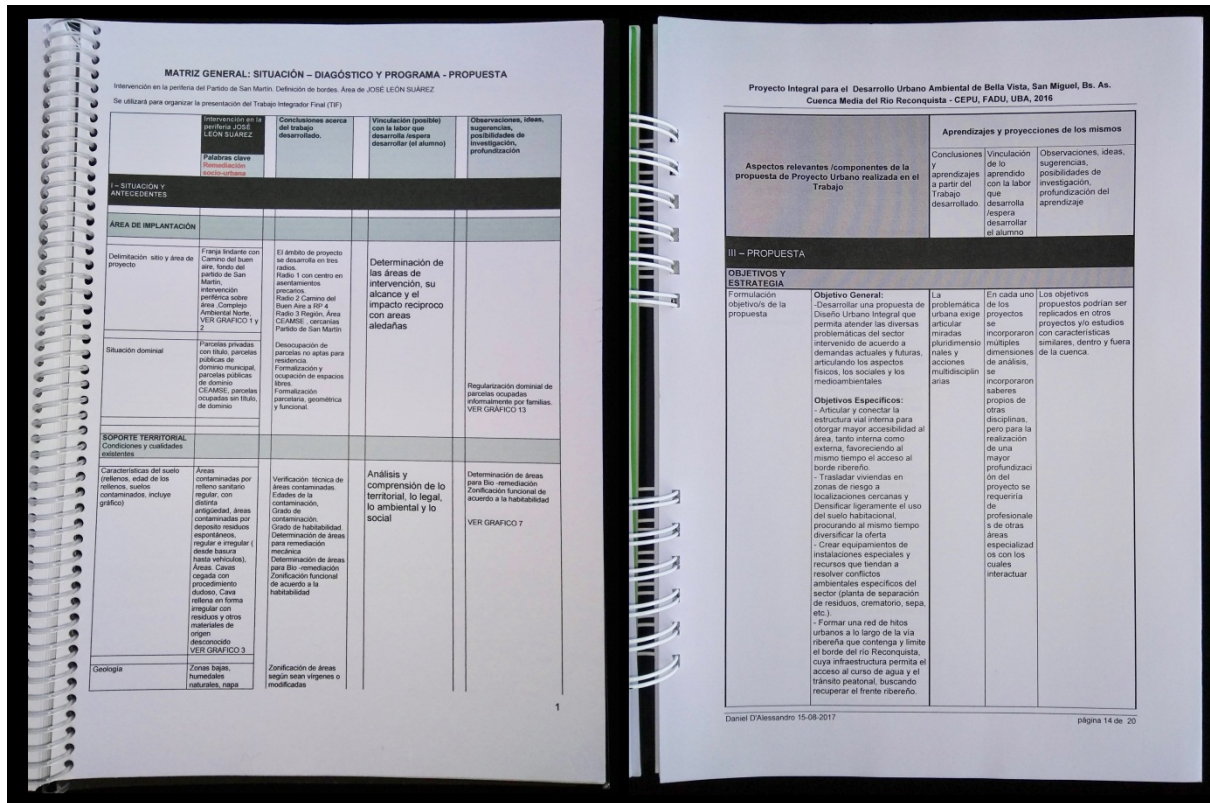 MATRIZ GENERAL: SITUACIÓN – DIAGÓSTICO Y PROGRAMA - PROPUESTA
Intervención en la periferia del Partido de San Martín. Definición de bordes. Área de JOSÉ LEÓN SUÁREZ
Se utilizará para organizar la presentación del Trabajo Integrador Final (TIF)
Intervención en la
periferia JOSÉ
LEÓN SUÁREZ
Palabras clave
Remediación
socio-urbana
Conclusiones acerca
del trabajo
desarrollado.
Vinculación (posible)
con la labor que
desarrolla /espera
desarrollar (el alumno)
Observaciones, ideas,
sugerencias,
posibilidades de
investigación,
profundización
I – SITUACIÓN Y
ANTECEDENTES
ÁREA DE IMPLANTACIÓN
Delimitación sitio y área de
proyecto
Franja lindante con
Camino del buen
aire, fondo del
partido de San
Martín,
intervención
periférica sobre
área ,Complejo
Ambiental Norte,
VER GRAFICO 1 y
2
El ámbito de proyecto
se desarrolla en tres
radios.
Radio 1 con centro en
asentamientos
precarios.
Radio 2 Camino del
Buen Aire a RP 4
Radio 3 Región, Área
CEAMSE , cercanías
Partido de San Martín
Determinación de
las áreas de
intervención, su
alcance y el
impacto reciproco
con areas
aledañas
Situación dominial
Parcelas privadas
con título, parcelas
públicas de
dominio municipal,
parcelas públicas
de dominio
CEAMSE, parcelas
ocupadas sin título,
de dominio
Desocupación de
parcelas no aptas para
residencia.
Formalización y
ocupación de espacios
libres.
Formalización
parcelaria, geométrica
y funcional.
Regularización dominial de
parcelas ocupadas
informalmente por familias.
VER GRÁFICO 13
SOPORTE TERRITORIAL
Condiciones y cualidades
existentes
Características del suelo
(rellenos, edad de los
rellenos, suelos
contaminados, incluye
gráfico)
Áreas
contaminadas por
relleno sanitario
regular, con
distinta
antigüedad, áreas
contaminadas por
deposito residuos
espontáneos,
regular e irregular (
desde basura
hasta vehículos),
Áreas. Cavas
cegada con
procedimiento
dudoso, Cava
rellena en forma
irregular con
residuos y otros
materiales de
origen
desconocido
VER GRAFICO 3
Verificación técnica de
áreas contaminadas.
Edades de la
contaminación,
Grado de
contaminación.
Grado de habitabilidad.
Determinación de áreas
para remediación
mecánica
Determinación de áreas
para Bio -remediación
Zonificación funcional
de acuerdo a la
habitabilidad
Análisis y
comprensión de lo
territorial, lo legal,
lo ambiental y lo
social
Determinación de áreas
para Bio -remediación
Zonificación funcional de
acuerdo a la habitabilidad
VER GRAFICO 7
Geología
Zonas bajas,
humedales
naturales, napa
Zonificación de áreas
según sean vírgenes o
modificadas
1
Proyecto Integral para el Desarrollo Urbano Ambiental de Bella Vista, San Miguel, Bs. As.
Cuenca Media del Río Reconquista - CEPU, FADU, UBA, 2016
Aspectos relevantes /componentes de la
propuesta de Proyecto Urbano realizada en el
Trabajo
Aprendizajes y proyecciones de los mismos
Conclusiones
y
aprendizajes
a partir del
Trabajo
desarrollado.
Vinculación
de lo
aprendido
con la labor
que
desarrolla
/espera
desarrollar
el alumno
Observaciones, ideas,
sugerencias,
posibilidades de
investigación,
profundización del
aprendizaje
III – PROPUESTA
OBJETIVOS Y
ESTRATEGIA
Formulación
objetivo/s de la
propuesta
Objetivo General:
-Desarrollar una propuesta de
Diseño Urbano Integral que
permita atender las diversas
problemáticas del sector
intervenido de acuerdo a
demandas actuales y futuras,
articulando los aspectos
físicos, los sociales y los
medioambientales
Objetivos Específicos:
- Articular y conectar la
estructura vial interna para
otorgar mayor accesibilidad al
área, tanto interna como
externa, favoreciendo al
mismo tiempo el acceso al
borde ribereño.
- Trasladar viviendas en
zonas de riesgo a
localizaciones cercanas y
Densificar ligeramente el uso
del suelo habitacional,
procurando al mismo tiempo
diversificar la oferta
- Crear equipamientos de
instalaciones especiales y
recursos que tiendan a
resolver conflictos
ambientales específicos del
sector (planta de separación
de residuos, crematorio, sepa,
etc.).
- Formar una red de hitos
urbanos a lo largo de la vía
ribereña que contenga y limite
el borde del río Reconquista,
cuya infraestructura permita el
acceso al curso de agua y el
tránsito peatonal, buscando
recuperar el frente ribereño.
La
problemática
urbana exige
articular
miradas
pluridimensio
nales y
acciones
multidisciplin
arias
En cada uno
de los
proyectos
se
incorporaron
múltiples
dimensiones
de análisis,
se
incorporaron
saberes
propios de
otras
disciplinas,
pero para la
realización
de una
mayor
profundizaci
ón del
proyecto se
requeriría
de
profesionale
s de otras
áreas
especializad
os con los
cuales
interactuar
Los objetivos
propuestos podrían ser
replicados en otros
proyectos y/o estudios
con características
similares, dentro y fuera
de la cuenca.
Daniel D'Alessandro 15-08-2017
página 14 de 20